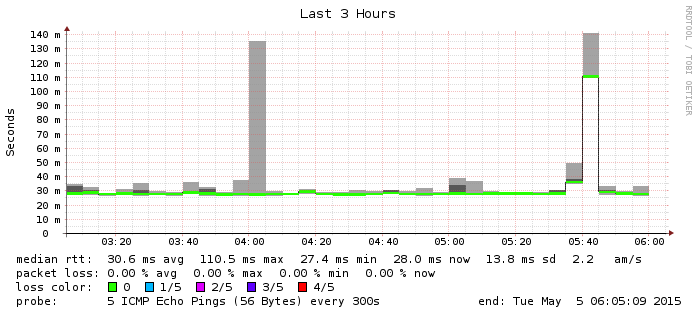 Last 3 Hours
RRDTOOL / TOBI OETIKER
Seconds
140 m
130 m
120 m
110 m
100 m
90 m
80 m
70 m
60 m
50 m
40 m
30 m
20 m
10 m
0
03:20 03:40 04:00 04:20 04:40 05:00 05:20 05:40 06:00
median rtt: 30.6 ms avg 110.5 ms max 27.4 ms min 28.0 ms now 13.8 ms sd 2.2 am/s
packet loss: 0.00 % avg 0.00 % max 0.00 % min 0.00 % now
loss color: 0 1/5 2/5 3/5 4/5
probe: 5 ICMP Echo Pings (56 Bytes) every 300s end: Tue May 5 06:05:09 2015